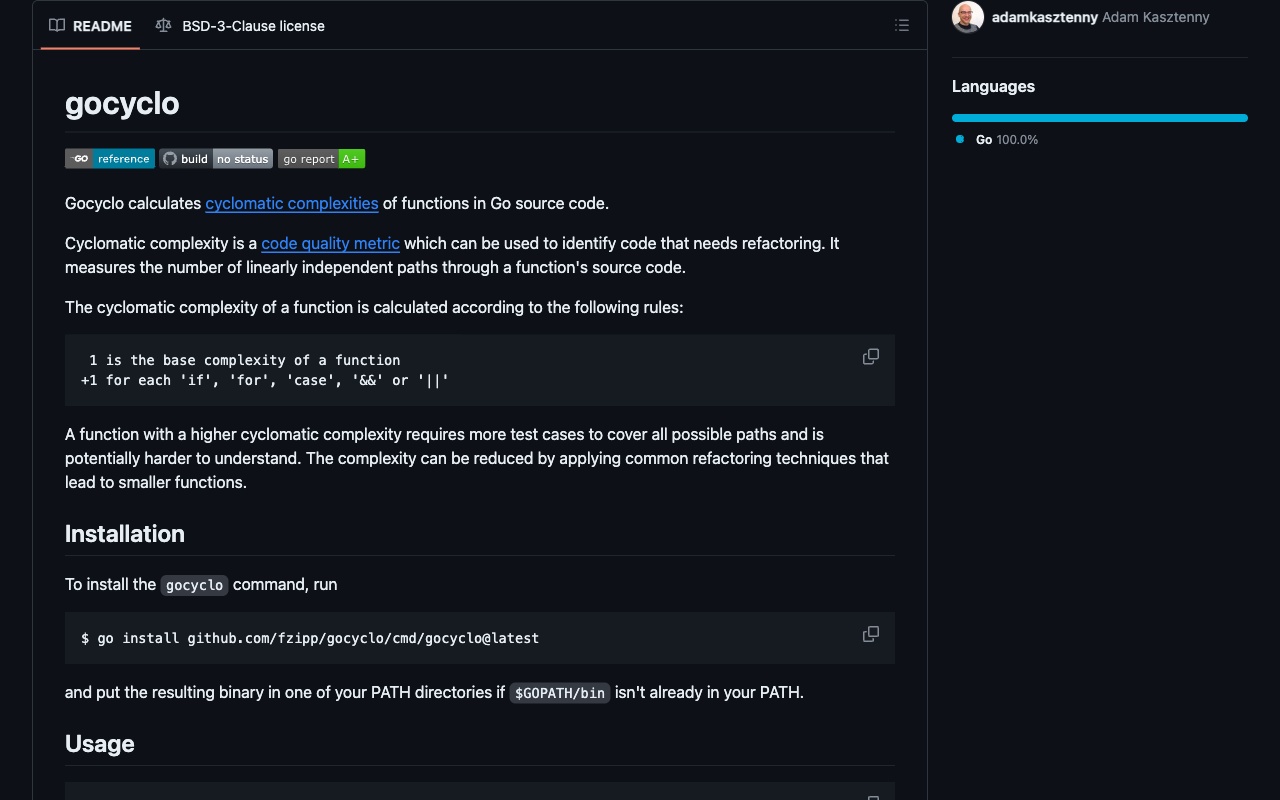 README
BSD-3-Clause license
gocyclo
GO reference
build no status
go report A+
Gocyclo calculates cyclomatic complexities of functions in Go source code.
Cyclomatic complexity is a code quality metric which can be used to identify code that needs refactoring. It
measures the number of linearly independent paths through a function's source code.
The cyclomatic complexity of a function is calculated according to the following rules:
1 is the base complexity of a function
+1 for each 'if', 'for', 'case', '&&' or '||'
A function with a higher cyclomatic complexity requires more test cases to cover all possible paths and is
potentially harder to understand. The complexity can be reduced by applying common refactoring techniques that
lead to smaller functions.
Installation
To install the gocyclo command, run
$ go install github.com/fzipp/gocyclo/cmd/gocyclo@latest
and put the resulting binary in one of your PATH directories if $GOPATH/bin isn't already in your PATH.
Usage
adamkasztenny Adam Kasztenny
Languages
Go 100.0%